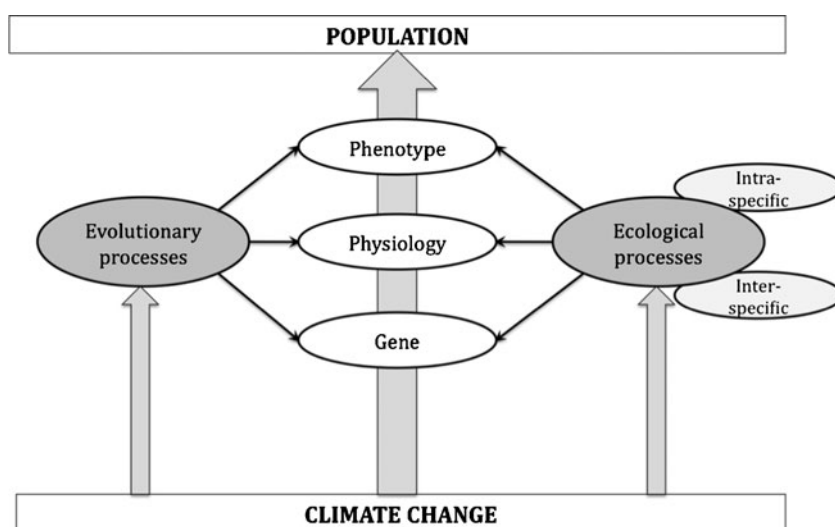 POPULATION
Phenotype
Intra-
specific
Evolutionary
processes
Physiology
Ecological
processes
Inter-
specific
Gene
CLIMATE CHANGE